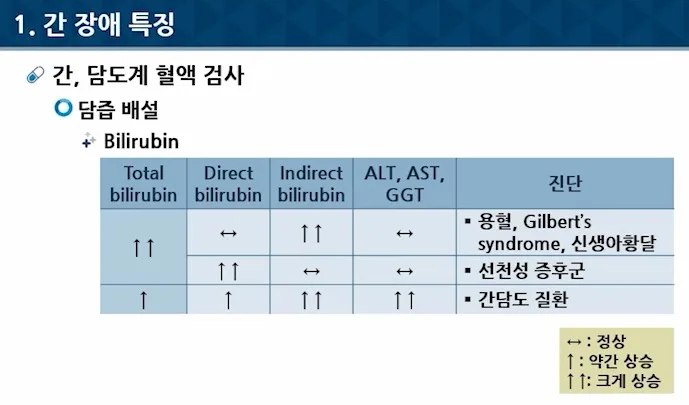 1. 간 장애 특징
간, 담도계 혈액 검사
담즙 배설
Bilirubin
Total bilirubin | Direct bilirubin | Indirect bilirubin | ALT, AST, GGT | 진단
↑↑ | ↔ | ↑↑ | ↔ | ▪ 용혈, Gilbert's syndrome, 신생아황달
↑↑ | ↔ | ↔ | ▪ 선천성 증후군
↑ | ↑ | ↑↑ | ↑↑ | ▪ 간담도 질환
↔ : 정상
↑ : 약간 상승
↑↑: 크게 상승